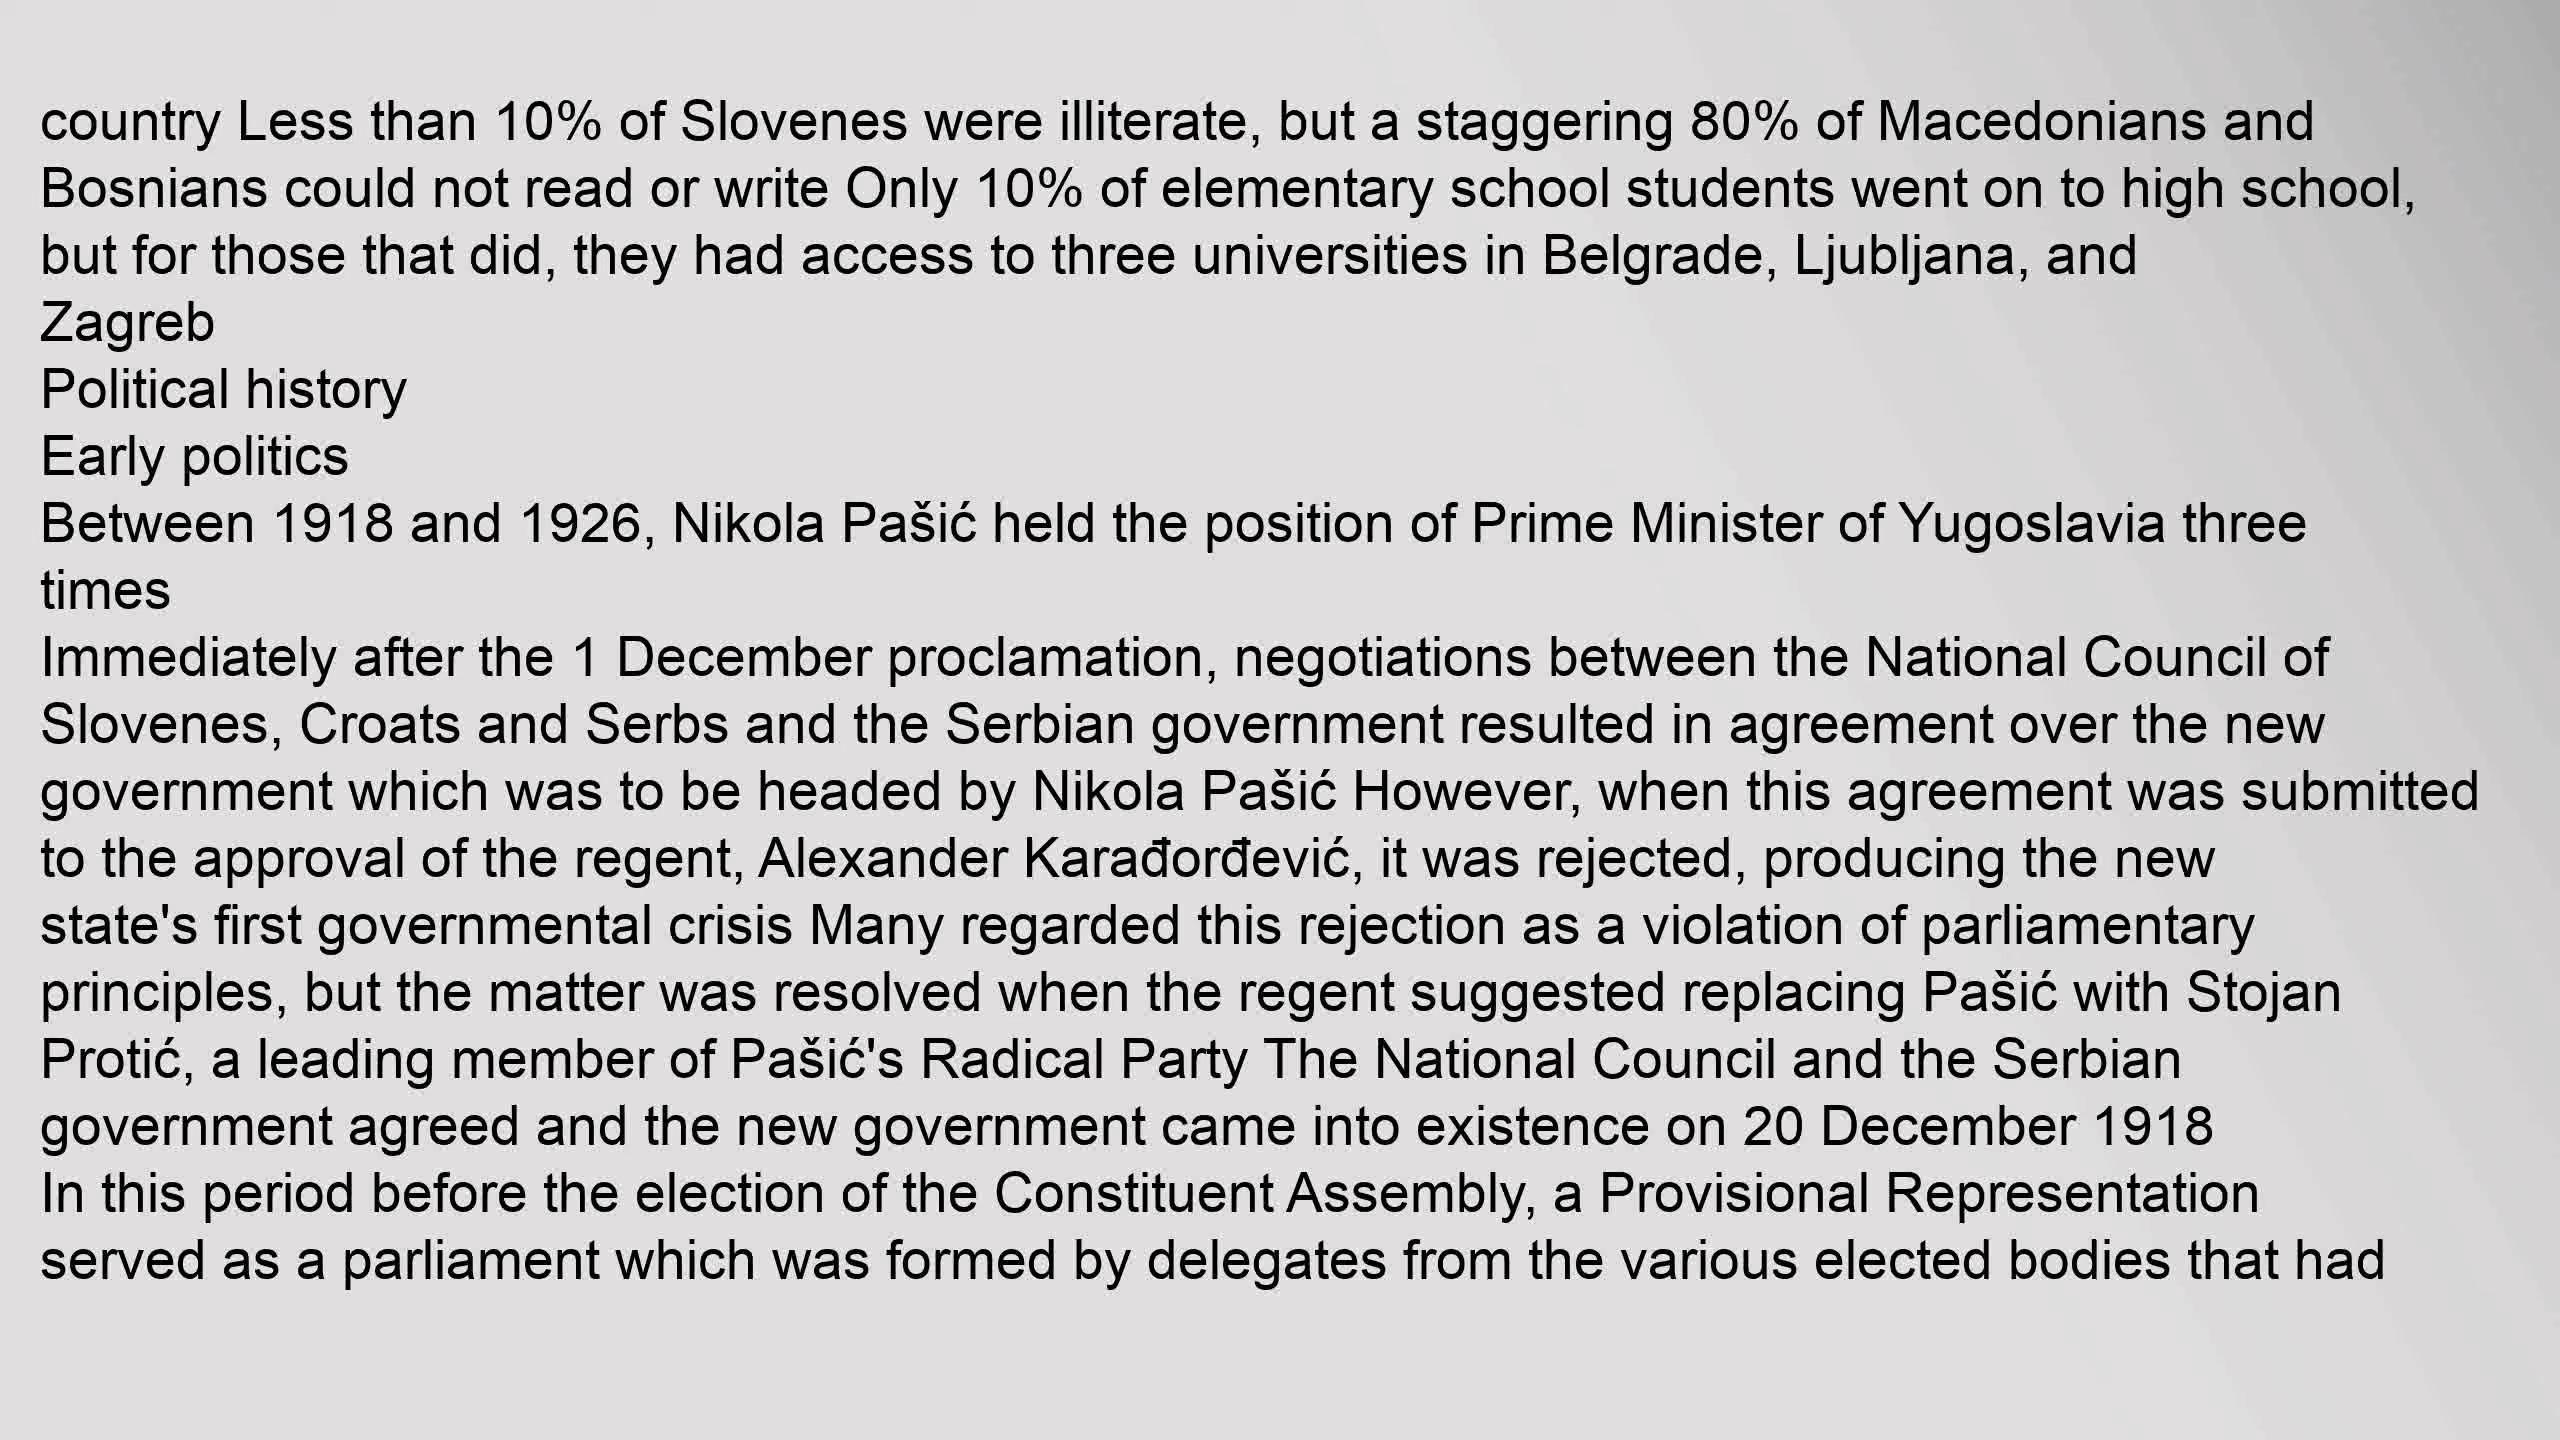 country Less than 10% of Slovenes were illiterate, but a staggering 80% of Macedonians and
Bosnians could not read or write Only 10% of elementary school students went on to high school,
but for those that did, they had access to three universities in Belgrade, Ljubljana, and
Zagreb
Political history
Early politics
Between 1918 and 1926, Nikola Pašić held the position of Prime Minister of Yugoslavia three
times
Immediately after the 1 December proclamation, negotiations between the National Council of
Slovenes, Croats and Serbs and the Serbian government resulted in agreement over the new
government which was to be headed by Nikola Pašić However, when this agreement was submitted
to the approval of the regent, Alexander Karađorđević, it was rejected, producing the new
state's first governmental crisis Many regarded this rejection as a violation of parliamentary
principles, but the matter was resolved when the regent suggested replacing Pašić with Stojan
Protić, a leading member of Pašić's Radical Party The National Council and the Serbian
government agreed and the new government came into existence on 20 December 1918
In this period before the election of the Constituent Assembly, a Provisional Representation
served as a parliament which was formed by delegates from the various elected bodies that had